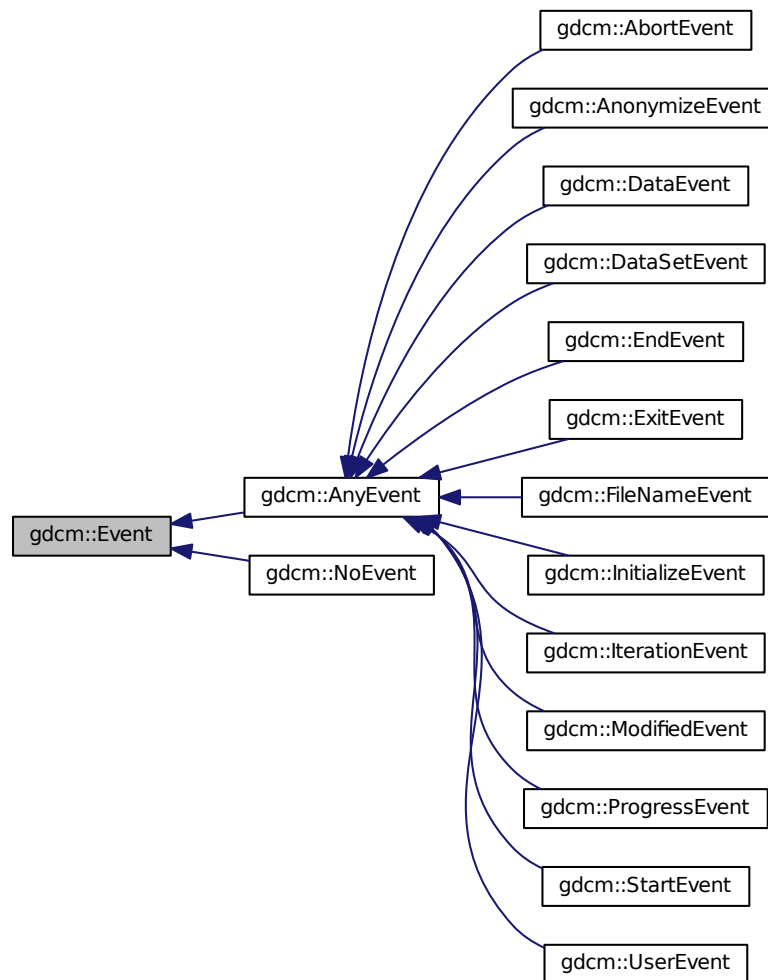 gdcm::AbortEvent
gdcm::AnonymizeEvent
gdcm::DataEvent
gdcm::DataSetEvent
gdcm::EndEvent
gdcm::ExitEvent
gdcm::AnyEvent
gdcm::FileNameEvent
gdcm::Event
gdcm::NoEvent
gdcm::InitializeEvent
gdcm::IterationEvent
gdcm::ModifiedEvent
gdcm::ProgressEvent
gdcm::StartEvent
gdcm::UserEvent